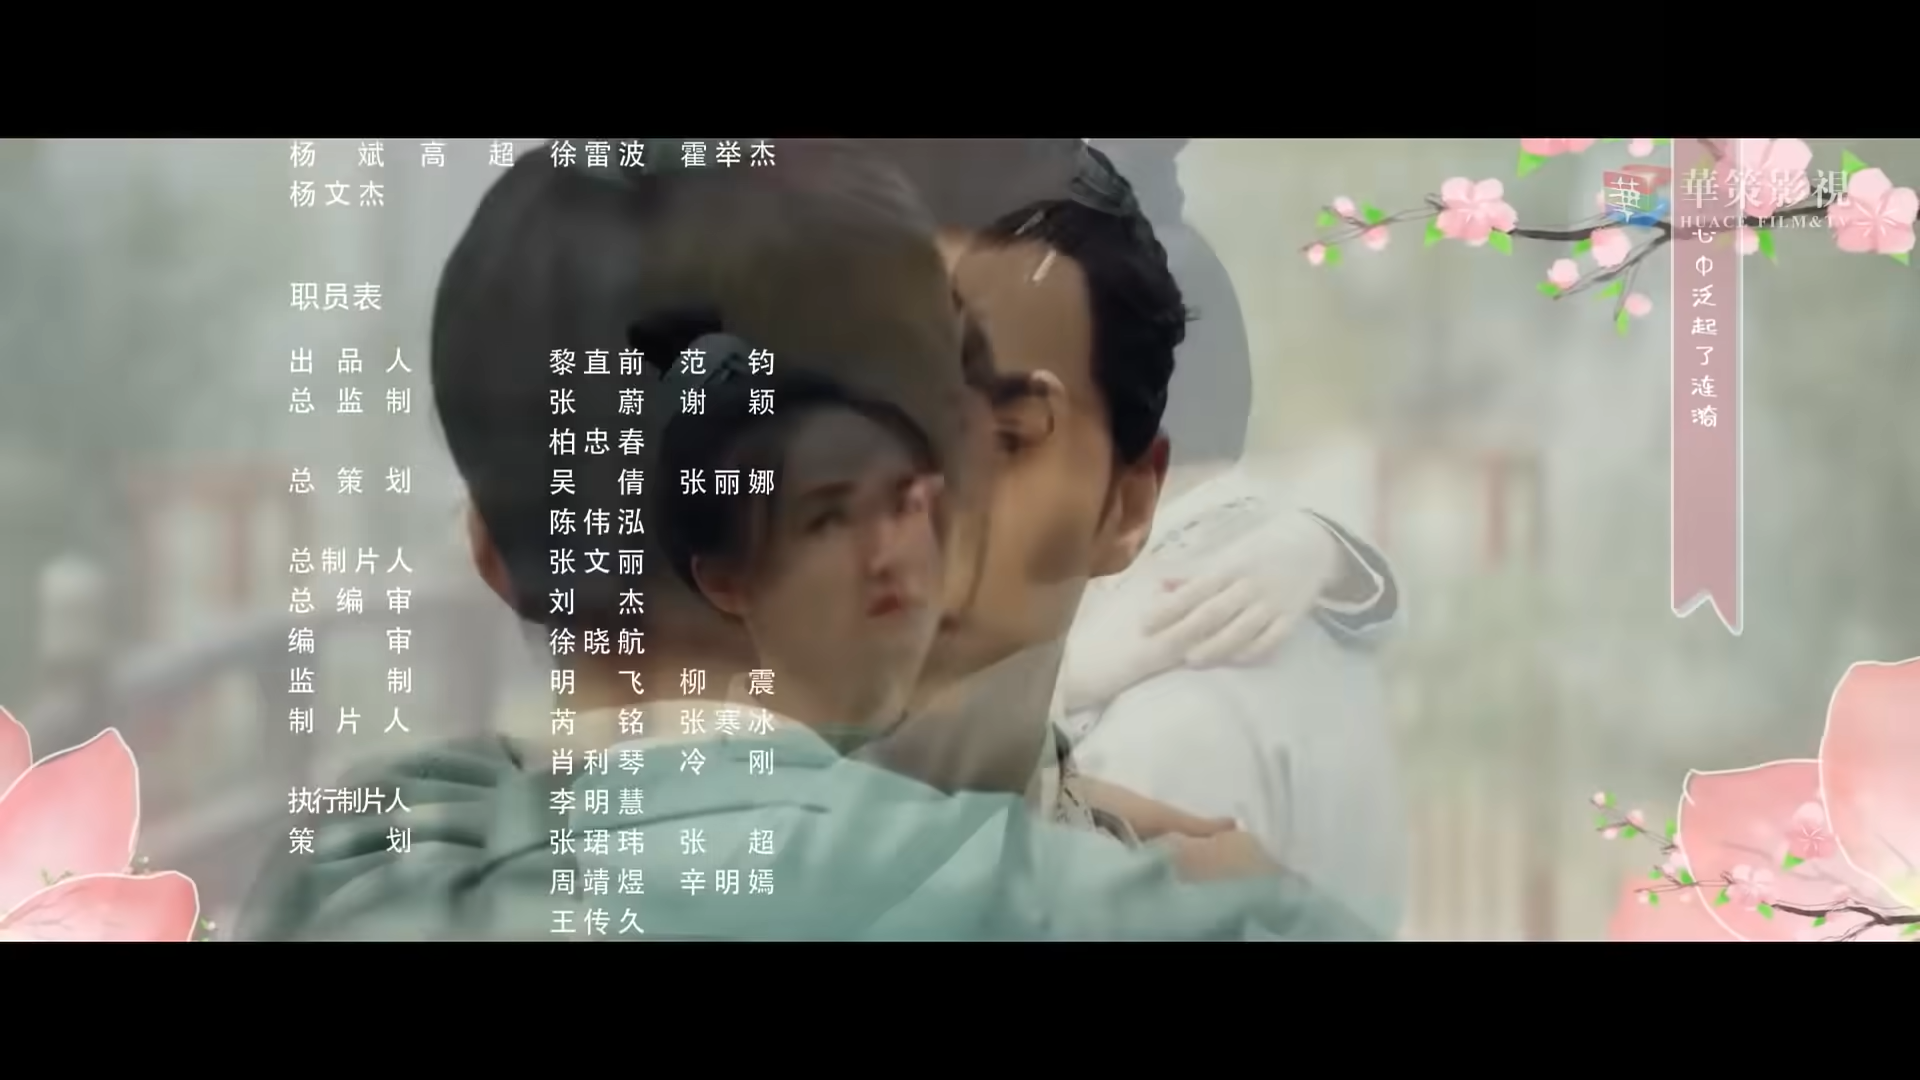 杨斌 高超 徐雷波 霍举杰
杨文杰
职员表
出品人 黎直前 范钧
总监制 张蔚 谢颖
柏忠春
总策划 吴倩 张丽娜
陈伟泓
总制片人 张文丽
总编审 刘杰
编审 徐晓航
监制 明飞 柳震
制片人 芮铭 张寒冰
肖利琴 冷刚
执行制片人 李明慧
策划 张珺玮 张超
周靖煜 辛明嫣
王传久
華策影視
HUACE FILM&TV
心中泛起了涟漪